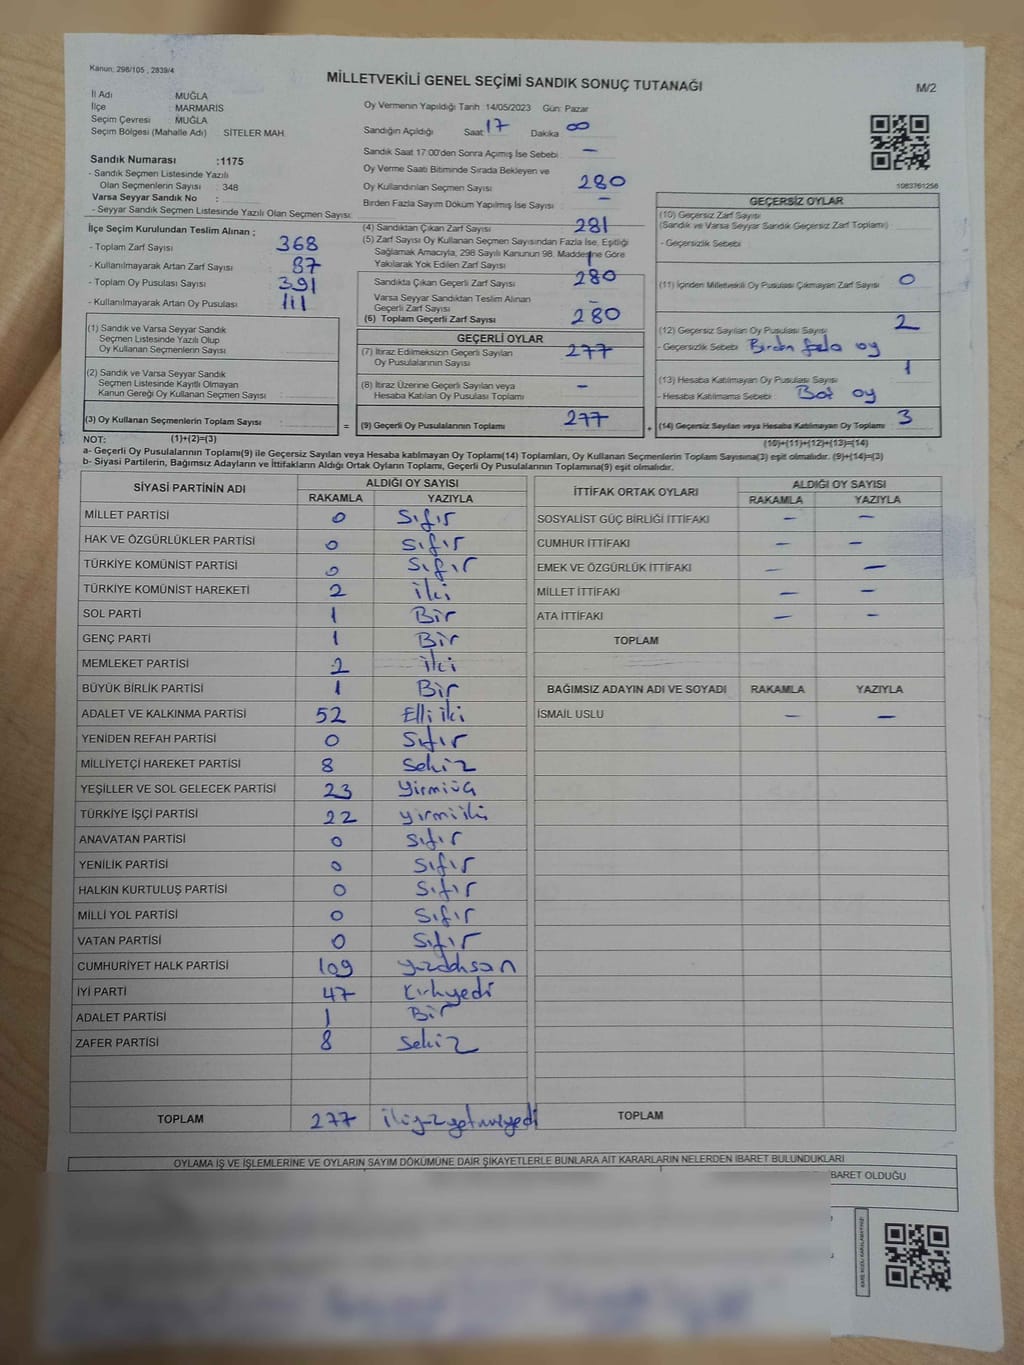 Kanun: 298/105 , 2839/4
MİLLETVEKİLİ GENEL SEÇİMİ SANDIK SONUÇ TUTANAĞI
M/2
İl Adı MUĞLA
İlçe MARMARİS
Seçim Çevresi MUĞLA
Seçim Bölgesi (Mahalle Adı) SİTELER MAH.
Sandık Numarası :1175
- Sandık Seçmen Listesinde Yazılı
Olan Seçmenlerin Sayısı : 348
Varsa Seyyar Sandık No :
- Seyyar Sandık Seçmen Listesinde Yazılı Olan Seçmen Sayısı:
Oy Vermenin Yapıldığı Tarih 14/05/2023 Gün: Pazar
Sandığın Açıldığı Saat 17 Dakika 00
Sandık Saat 17:00'den Sonra Açımış İse Sebebi : –
Oy Verme Saati Bitiminde Sırada Bekleyen ve
Oy Kullandırılan Seçmen Sayısı : 280
Birden Fazla Sayım Döküm Yapılmış İse Sayısı : –
1083761256
İlçe Seçim Kurulundan Teslim Alınan ;
- Toplam Zarf Sayısı : 368
- Kullanılmayarak Artan Zarf Sayısı : 87
- Toplam Oy Pusulası Sayısı : 391
- Kullanılmayarak Artan Oy Pusulası : 111
(4) Sandıktan Çıkan Zarf Sayısı : 281
(5) Zarf Sayısı Oy Kullanan Seçmen Sayısından Fazla İse, Eşitliği
Sağlamak Amacıyla, 298 Sayılı Kanunun 98. Maddesine Göre
Yakılarak Yok Edilen Zarf Sayısı : 1
Sandıkta Çıkan Geçerli Zarf Sayısı : 280
Varsa Seyyar Sandıktan Teslim Alınan
Geçerli Zarf Sayısı : –
(6) Toplam Geçerli Zarf Sayısı : 280
(1) Sandık ve Varsa Seyyar Sandık
Seçmen Listesinde Yazılı Olup
Oy Kullanan Seçmenlerin Sayısı :
(2) Sandık ve Varsa Seyyar Sandık
Seçmen Listesinde Kayıtlı Olmayan
Kanun Gereği Oy Kullanan Seçmen Sayısı :
(3) Oy Kullanan Seçmenlerin Toplam Sayısı : =
GEÇERLİ OYLAR
(7) İtiraz Edilmeksizin Geçerli Sayılan
Oy Pusulalarının Sayısı : 277
(8) İtiraz Üzerine Geçerli Sayılan veya
Hesaba Katılan Oy Pusulası Toplamı : –
(9) Geçerli Oy Pusulalarının Toplamı : 277 +
GEÇERSİZ OYLAR
(10) Geçersiz Zarf Sayısı
(Sandık ve Varsa Seyyar Sandık Geçersiz Zarf Toplamı) :
- Geçersizlik Sebebi :
(11) İçinden Milletvekili Oy Pusulası Çıkmayan Zarf Sayısı : 0
(12) Geçersiz Sayılan Oy Pusulası Sayısı : 2
- Geçersizlik Sebebi : Birden fazla oy
(13) Hesaba Katılmayan Oy Pusulası Sayısı : 1
- Hesaba Katılmama Sebebi : Boş oy
(14) Geçersiz Sayılan veya Hesaba Katılmayan Oy Toplamı : 3
NOT: (1)+(2)=(3)
(10)+(11)+(12)+(13)=(14)
a- Geçerli Oy Pusulalarının Toplamı(9) ile Geçersiz Sayılan veya Hesaba katılmayan Oy Toplamı(14) Toplamları, Oy Kullanan Seçmenlerin Toplam Sayısına(3) eşit olmalıdır. (9)+(14)=(3)
b- Siyasi Partilerin, Bağımsız Adayların ve İttifakların Aldığı Ortak Oyların Toplamı, Geçerli Oy Pusulalarının Toplamına(9) eşit olmalıdır.
SİYASİ PARTİNİN ADI ALDIĞI OY SAYISI
RAKAMLA YAZIYLA
MİLLET PARTİSİ 0 Sıfır
HAK VE ÖZGÜRLÜKLER PARTİSİ 0 Sıfır
TÜRKİYE KOMÜNİST PARTİSİ 0 Sıfır
TÜRKİYE KOMÜNİST HAREKETİ 2 iki
SOL PARTİ 1 Bir
GENÇ PARTİ 1 Bir
MEMLEKET PARTİSİ 2 iki
BÜYÜK BİRLİK PARTİSİ 1 Bir
ADALET VE KALKINMA PARTİSİ 52 Elli iki
YENİDEN REFAH PARTİSİ 0 Sıfır
MİLLİYETÇİ HAREKET PARTİSİ 8 Sekiz
YEŞİLLER VE SOL GELECEK PARTİSİ 23 Yirmiüç
TÜRKİYE İŞÇİ PARTİSİ 22 yirmiiki
ANAVATAN PARTİSİ 0 Sıfır
YENİLİK PARTİSİ 0 Sıfır
HALKIN KURTULUŞ PARTİSİ 0 Sıfır
MİLLİ YOL PARTİSİ 0 Sıfır
VATAN PARTİSİ 0 Sıfır
CUMHURİYET HALK PARTİSİ 109
İYİ PARTİ 47 Kırkyedi
ADALET PARTİSİ 1 Bir
ZAFER PARTİSİ 8 Sekiz
TOPLAM 277
İTTİFAK ORTAK OYLARI ALDIĞI OY SAYISI
RAKAMLA YAZIYLA
SOSYALİST GÜÇ BİRLİĞİ İTTİFAKI – –
CUMHUR İTTİFAKI – –
EMEK VE ÖZGÜRLÜK İTTİFAKI – –
MİLLET İTTİFAKI – –
ATA İTTİFAKI – –
TOPLAM
BAĞIMSIZ ADAYIN ADI VE SOYADI RAKAMLA YAZIYLA
İSMAİL USLU – –
TOPLAM
OYLAMA İŞ VE İŞLEMLERİNE VE OYLARIN SAYIM DÖKÜMÜNE DAİR ŞİKAYETLERLE BUNLARA AİT KARARLARIN NELERDEN İBARET BULUNDUKLARI
İBARET OLDUĞU